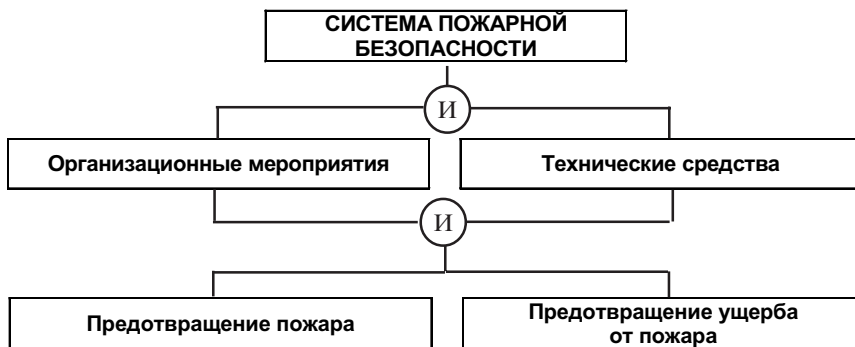 СИСТЕМА ПОЖАРНОЙ
БЕЗОПАСНОСТИ
И
Организационные мероприятия
Технические средства
И
Предотвращение пожара
Предотвращение ущерба
от пожара